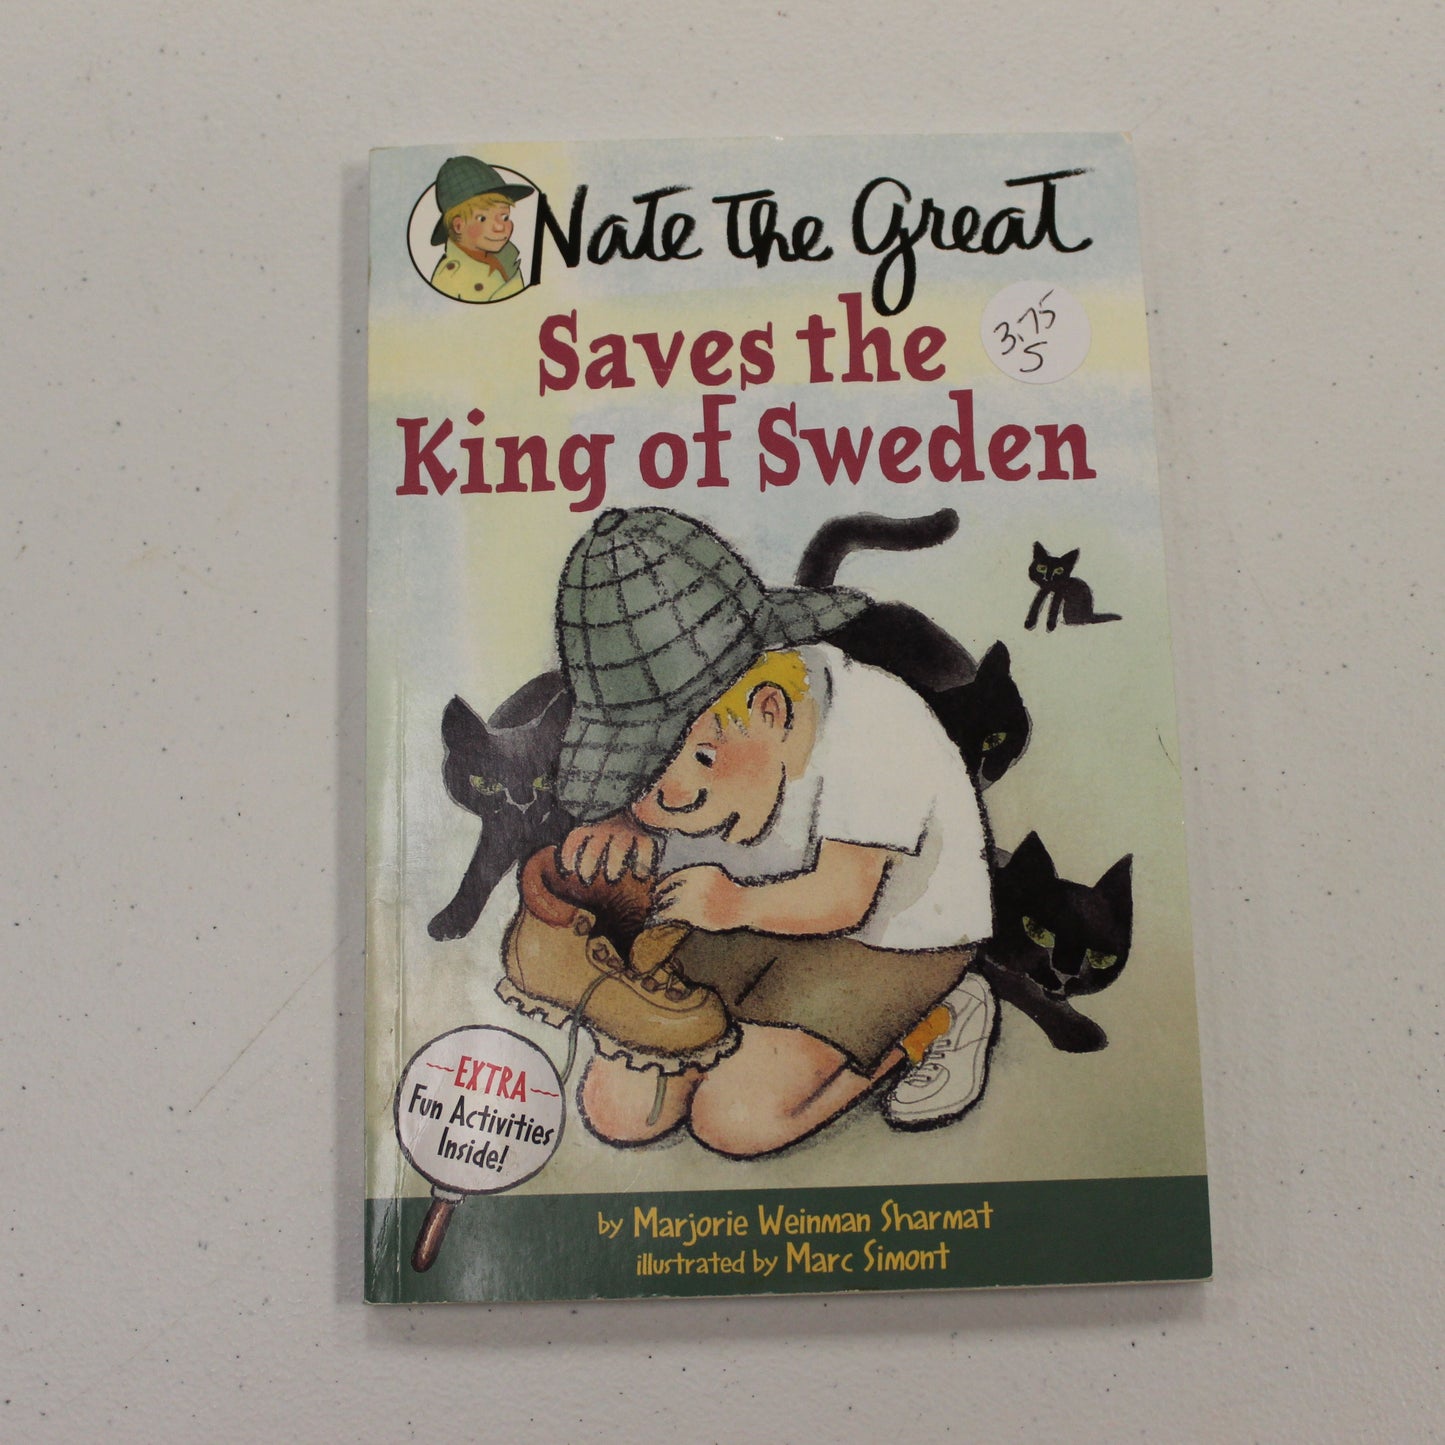 Nate the Great
Saves the
King of Sweden
3.75
S
EXTRA
Fun Activities
Inside!
by Marjorie Weinman Sharmat
illustrated by Marc Simont